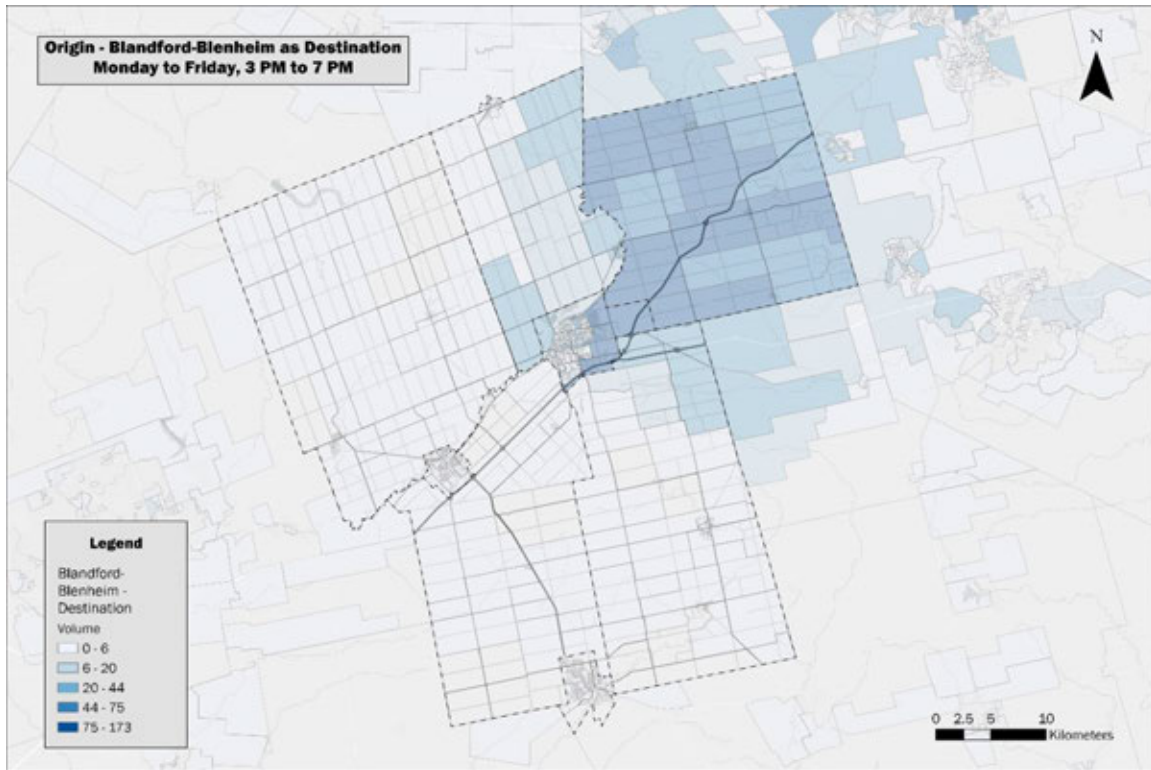 Origin - Blandford-Blenheim as Destination
Monday to Friday, 3 PM to 7 PM
N
Legend
Blandford-
Blenheim -
Destination
Volume
0 - 6
6 - 20
20 - 44
44 - 75
75 - 173
0 2.5 5 10
Kilometers